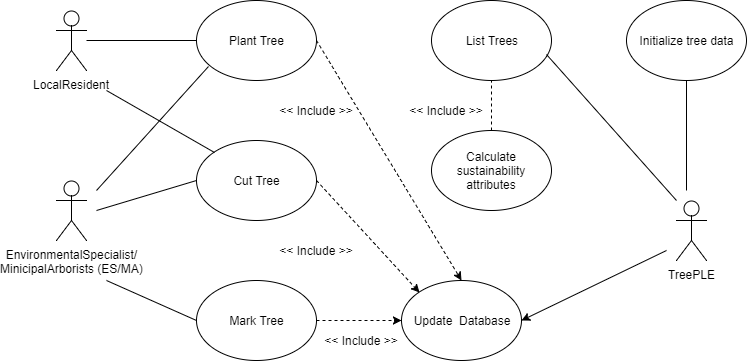 Plant Tree
List Trees
Initialize tree data
LocalResident
<< Include >>
<< Include >>
Calculate
sustainability
attributes
Cut Tree
EnvironmentalSpecialist/
MinicipalArborists (ES/MA)
<< Include >>
TreePLE
Mark Tree
Update Database
<< Include >>